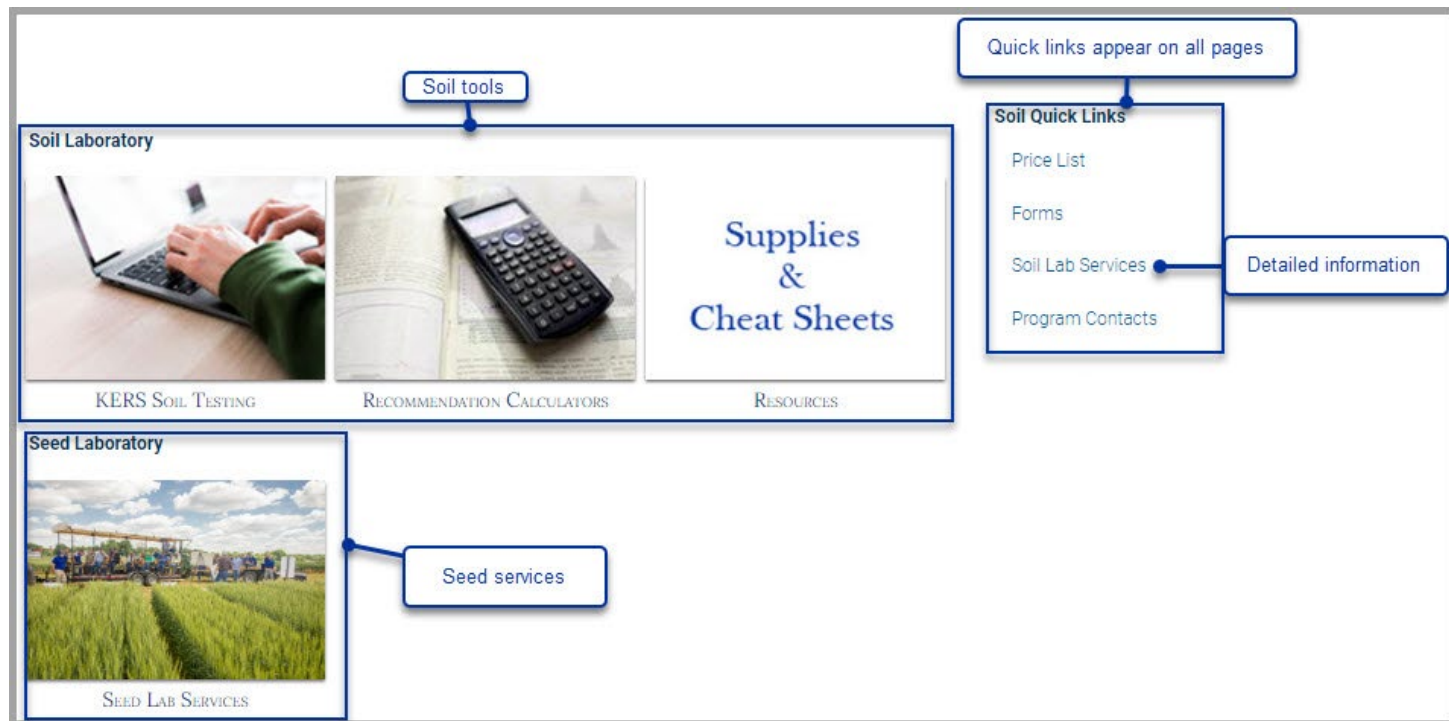 Quick links appear on all pages
Soil tools
Soil Quick Links
Soil Laboratory
Price List
Forms
Supplies
&
Cheat Sheets
Soil Lab Services
Detailed information
Program Contacts
KERS Soil Testing
Recommendation Calculators
Resources
Seed Laboratory
Seed services
Seed Lab Services